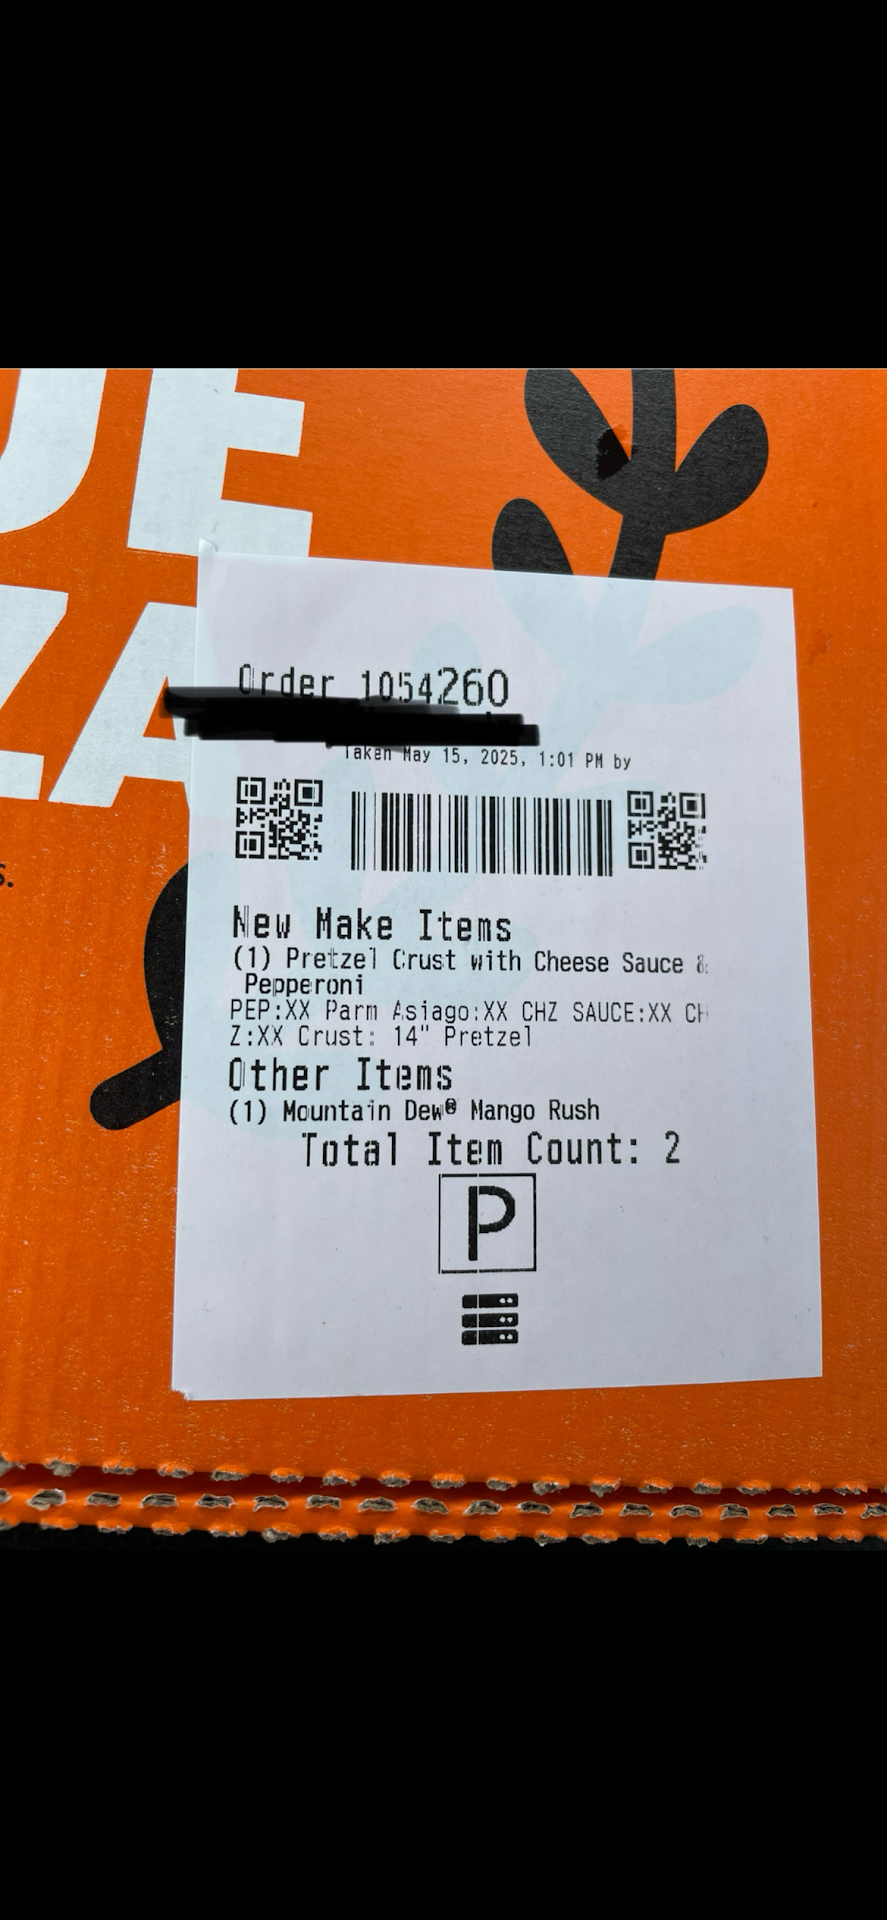 UE
ZA
s.
Order 1054260
Taken May 15, 2025, 1:01 PM by
New Make Items
(1) Pretzel Crust with Cheese Sauce &
Pepperoni
PEP:XX Parm Asiago:XX CHZ SAUCE:XX CH
Z:XX Crust: 14" Pretzel
Other Items
(1) Mountain Dew® Mango Rush
Total Item Count: 2
P